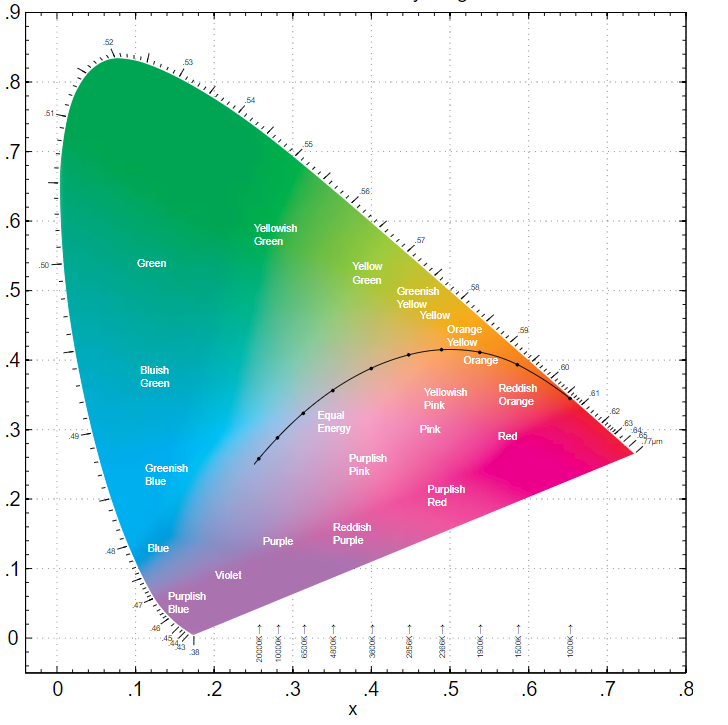 .9
.8
.7
.6
.5
.4
.3
.2
.1
0
.52
.53
.54
.51
.55
.56
.57
.50
.58
.59
.60
.61
.62
.63
.64
.65
.77µm
.49
.48
.47
.46
.45
.44
.43
.38
Yellowish
Green
Green
Yellow
Green
Greenish
Yellow
Yellow
Orange
Yellow
Orange
Bluish
Green
Yellowish
Pink
Reddish
Orange
Equal
Energy
Pink
Red
Greenish
Blue
Purplish
Pink
Purplish
Red
Blue
Purple
Reddish
Purple
Violet
Purplish
Blue
20000K
10000K
6500K
4800K
3600K
2856K
2366K
1900K
1500K
1000K
0
.1
.2
.3
.4
.5
.6
.7
.8
x